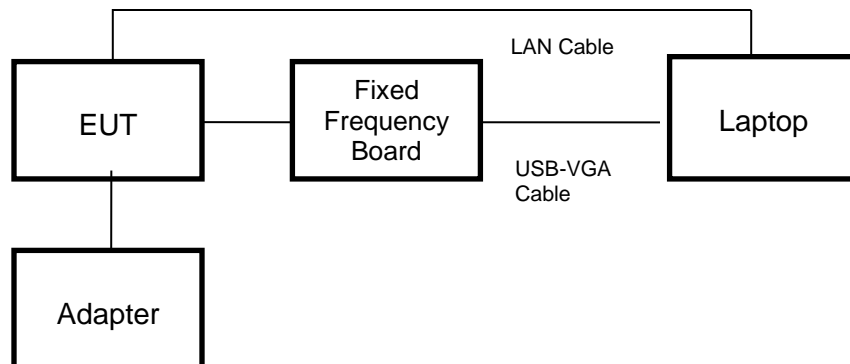 LAN Cable
EUT
Fixed
Frequency
Board
Laptop
USB-VGA
Cable
Adapter